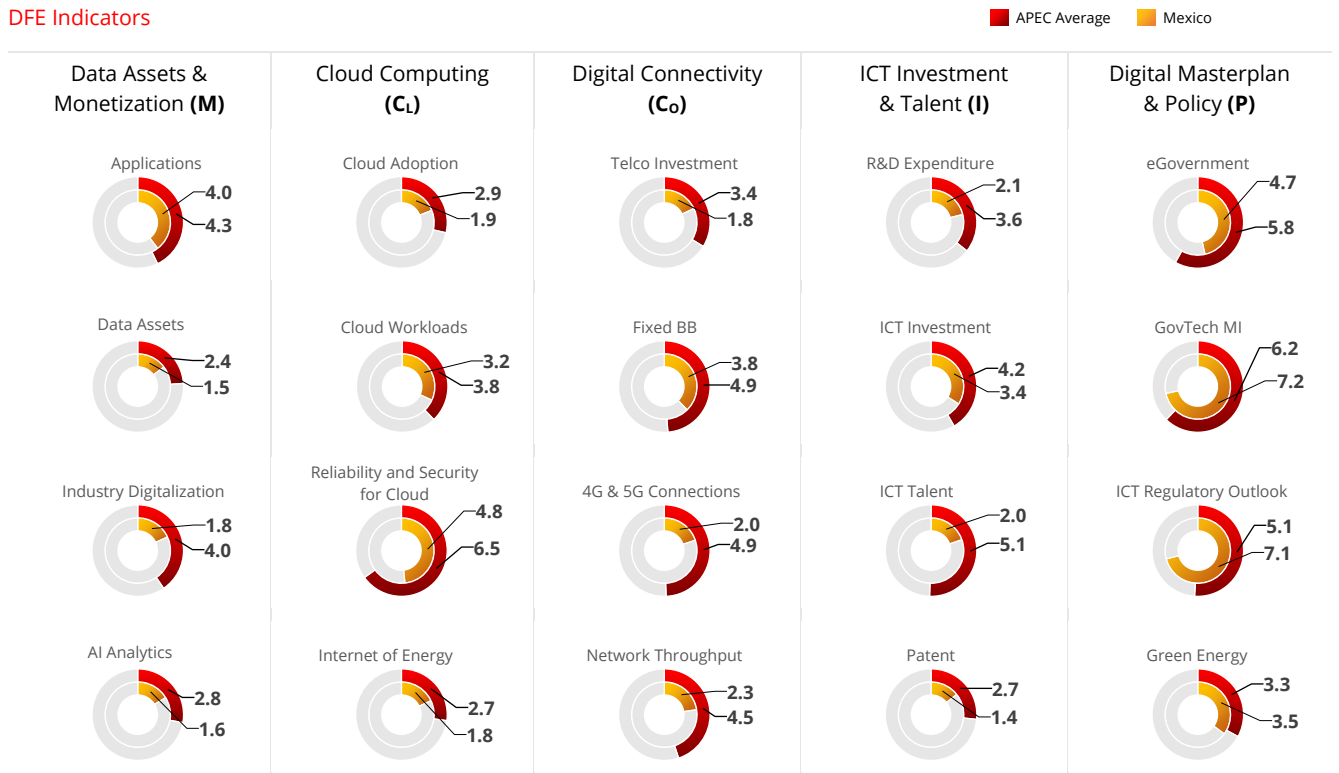 DFE Indicators
APEC Average
Mexico
Data Assets &
Monetization (M)
Applications
4.0
4.3
Data Assets
2.4
1.5
Industry Digitalization
1.8
4.0
AI Analytics
2.8
1.6
Cloud Computing
(CL)
Cloud Adoption
2.9
1.9
Cloud Workloads
3.2
3.8
Reliability and Security
for Cloud
4.8
6.5
Internet of Energy
2.7
1.8
Digital Connectivity
(Co)
Telco Investment
3.4
1.8
Fixed BB
3.8
4.9
4G & 5G Connections
2.0
4.9
Network Throughput
2.3
4.5
ICT Investment
& Talent (I)
R&D Expenditure
2.1
3.6
ICT Investment
4.2
3.4
ICT Talent
2.0
5.1
Patent
2.7
1.4
Digital Masterplan
& Policy (P)
eGovernment
4.7
5.8
GovTech MI
6.2
7.2
ICT Regulatory Outlook
5.1
7.1
Green Energy
3.3
3.5